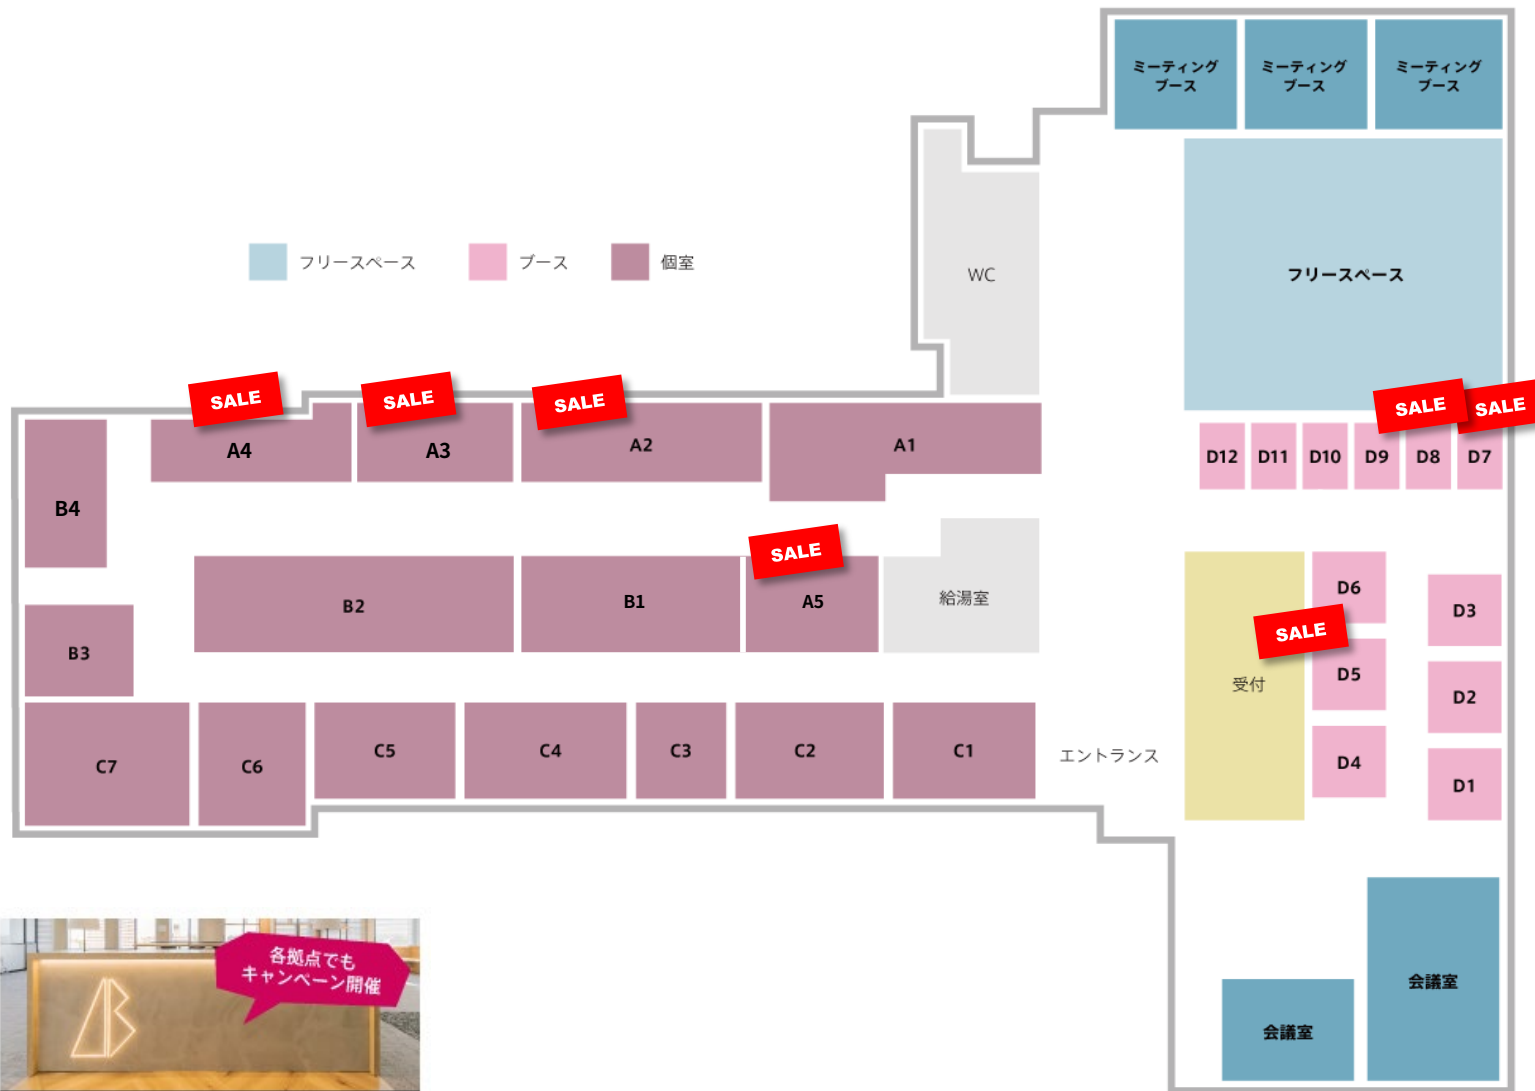 ミーティング
ブース
ミーティング
ブース
ミーティング
ブース
WC
フリースペース
フリースペース
ブース
個室
SALE
SALE
SALE
SALE
SALE
A4
A3
A2
A1
D12
D11
D10
D9
D8
D7
B4
SALE
B2
B1
A5
給湯室
D6
D3
SALE
B3
受付
D5
D2
C7
C6
C5
C4
C3
C2
C1
エントランス
D4
D1
各拠点でも
キャンペーン開催
会議室
会議室